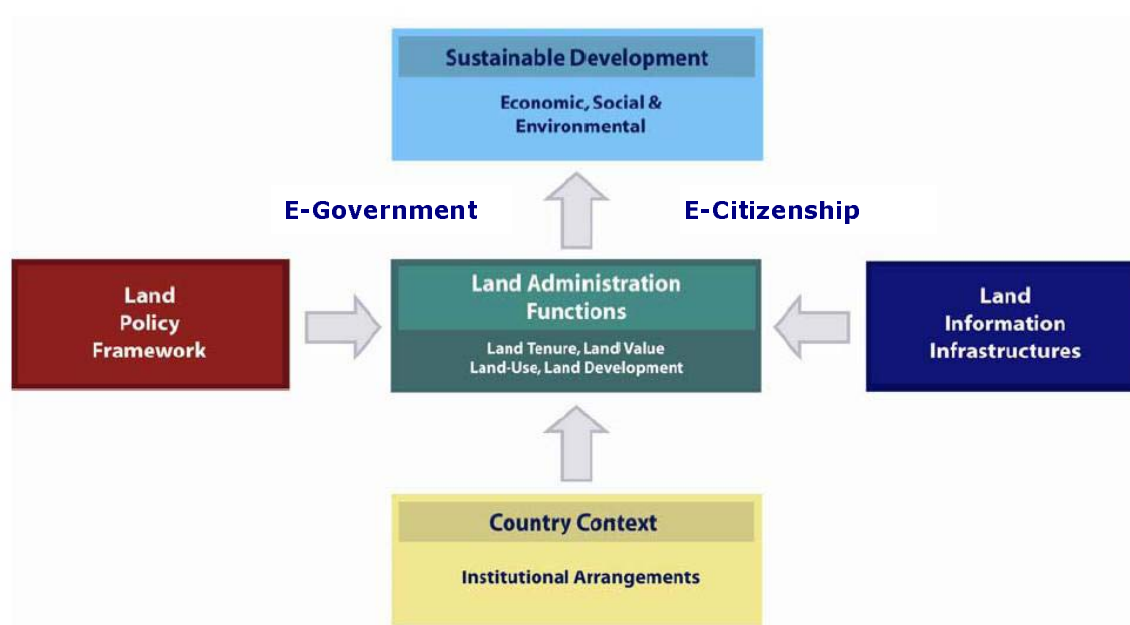 Sustainable Development
Economic, Social &
Environmental
E-Government
E-Citizenship
Land
Policy
Framework
Land Administration
Functions
Land Tenure, Land Value
Land-Use, Land Development
Land
Information
Infrastructures
Country Context
Institutional Arrangements